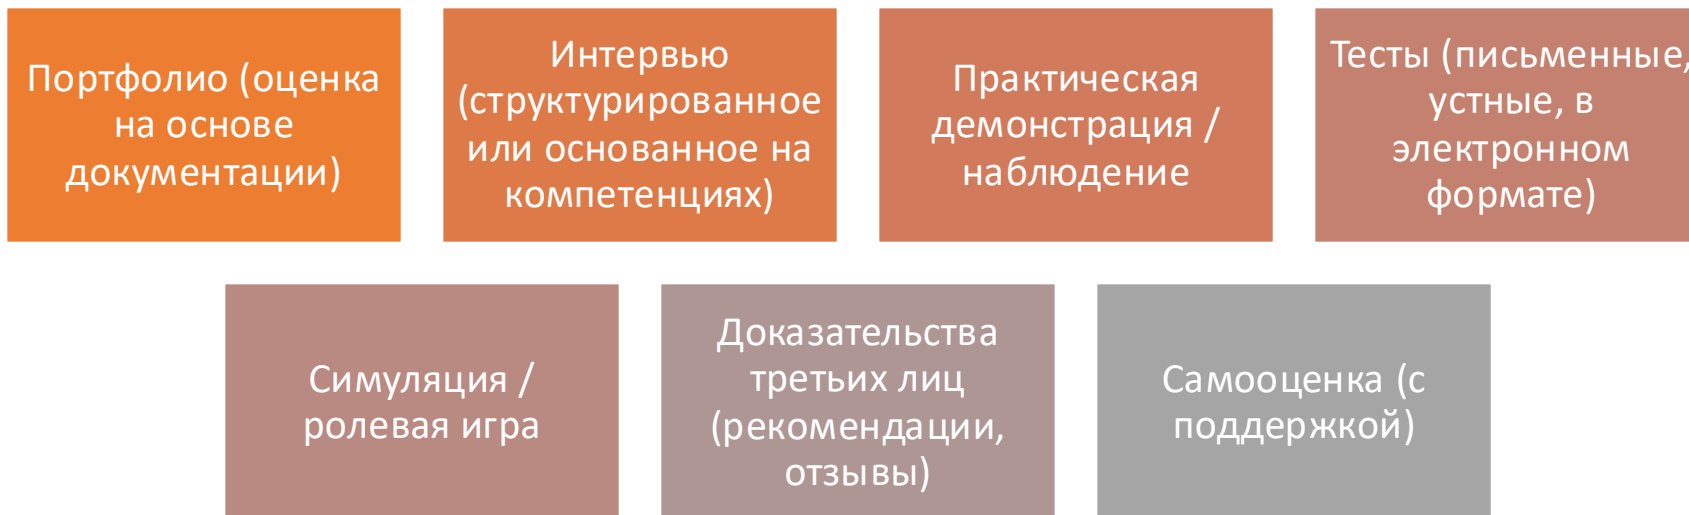 Портфолио (оценка
на основе
документации)
Интервью
(структурированное
или основанное на
компетенциях)
Практическая
демонстрация /
наблюдение
Тесты (письменные,
устные, в
электронном
формате)
Симуляция /
ролевая игра
Доказательства
третьих лиц
(рекомендации,
отзывы)
Самооценка (с
поддержкой)